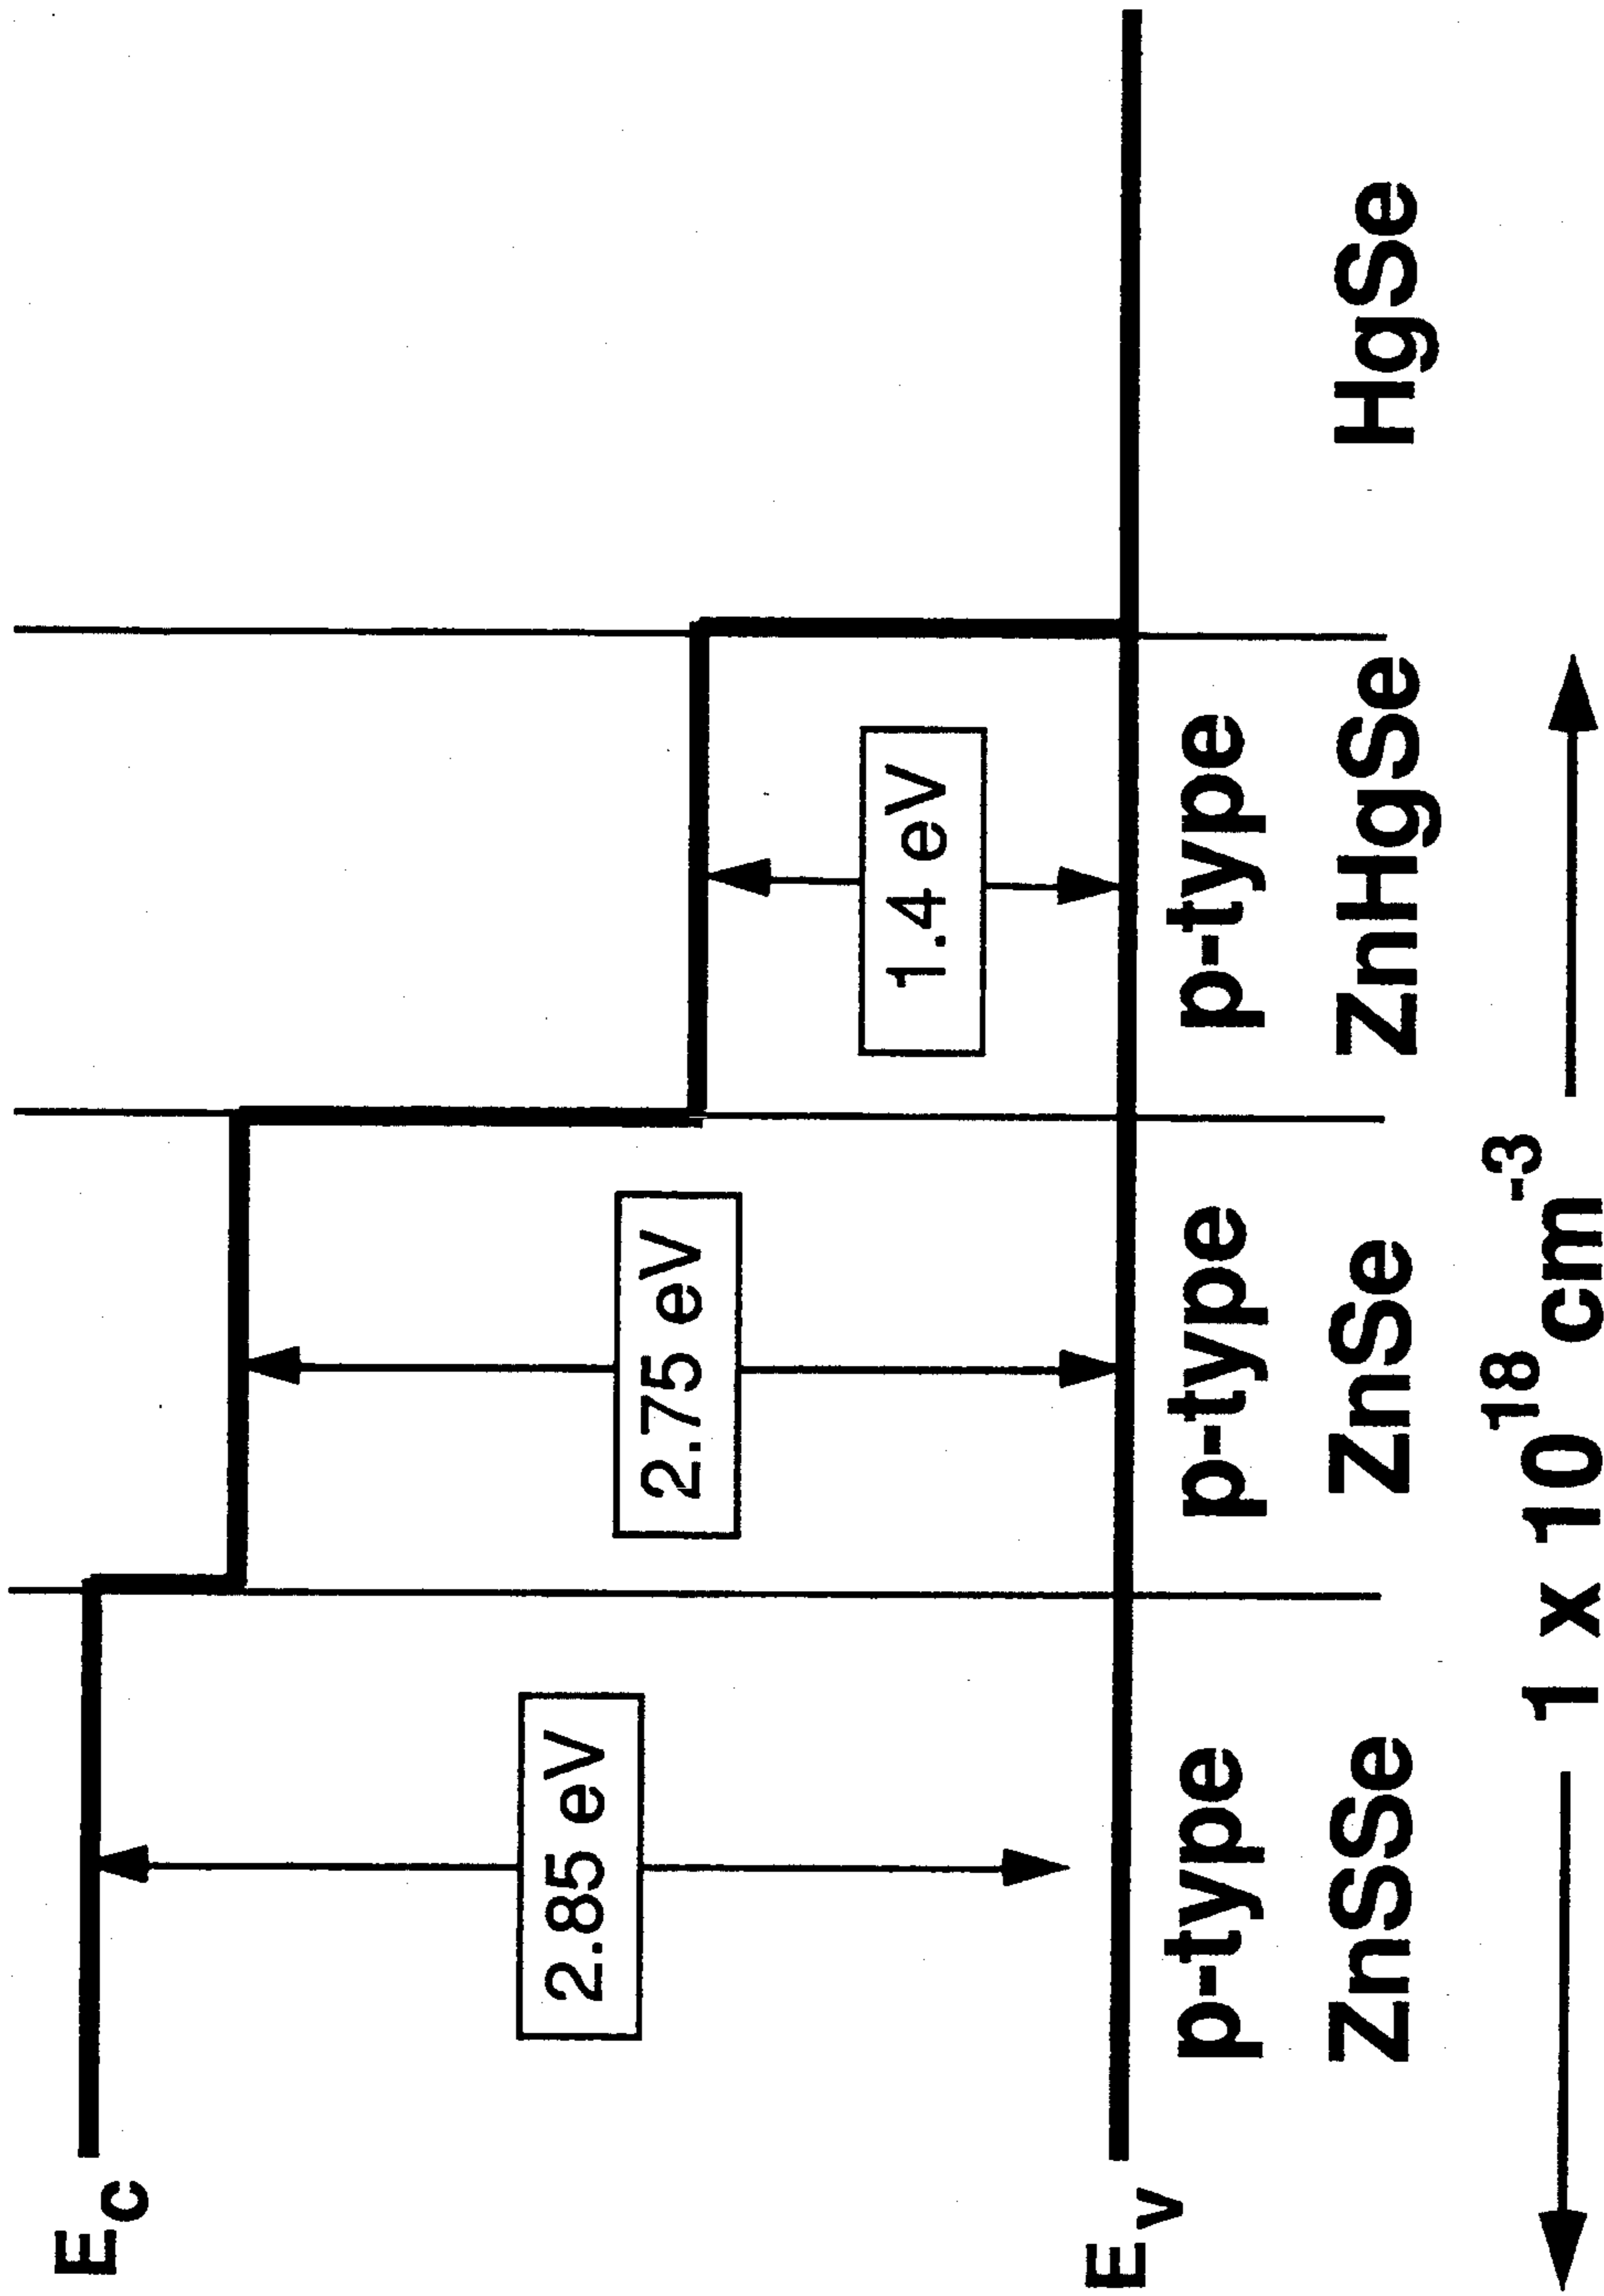 E_c
2.85 eV
2.75 eV
1.4 eV
E_v
p-type p-type p-type
ZnSSe ZnSe ZnHgSe HgSe
1 x 10^18 cm^-3